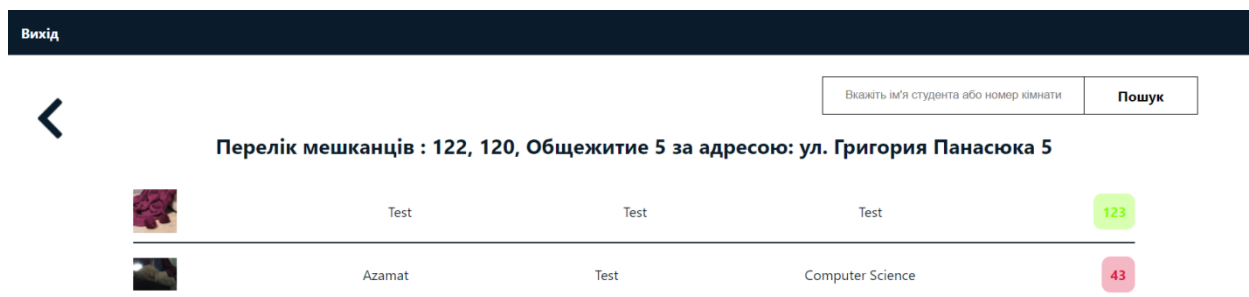 Вихід
Вкажіть ім'я студента або номер кімнати Пошук
Перелік мешканців : 122, 120, Общежитие 5 за адресою: ул. Григория Панасюка 5
Test Test Test 123
Azamat Test Computer Science 43